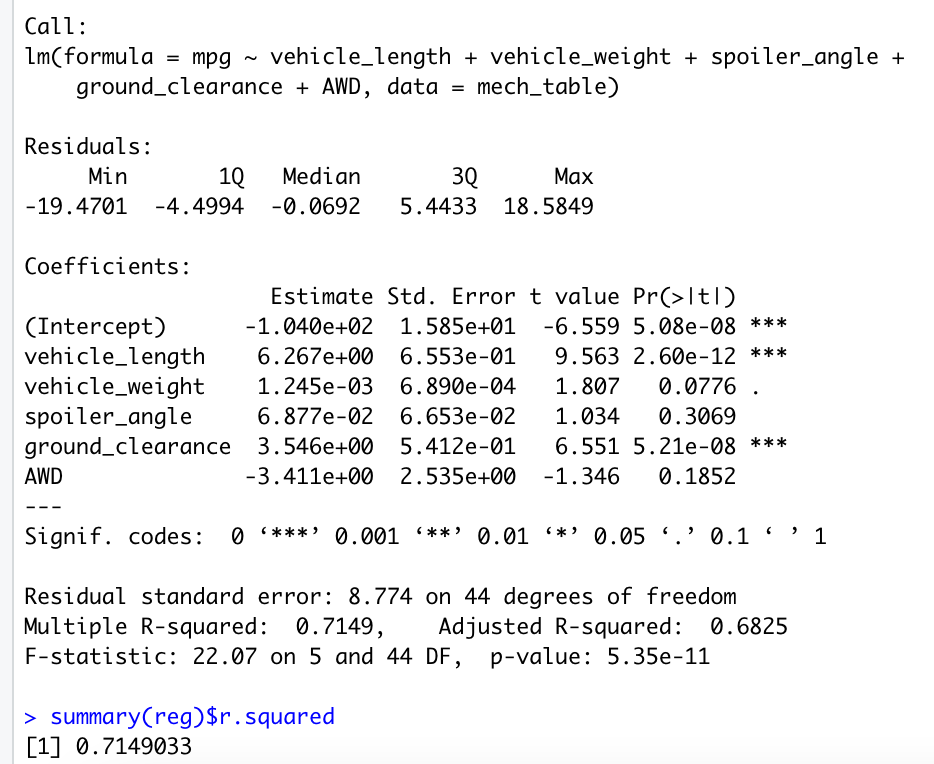 Call:
lm(formula = mpg ~ vehicle_length + vehicle_weight + spoiler_angle +
    ground_clearance + AWD, data = mech_table)

Residuals:
     Min       1Q   Median       3Q      Max
-19.4701  -4.4994  -0.0692   5.4433  18.5849

Coefficients:
                   Estimate Std. Error t value Pr(>|t|)
(Intercept)      -1.040e+02  1.585e+01  -6.559 5.08e-08 ***
vehicle_length    6.267e+00  6.553e-01   9.563 2.60e-12 ***
vehicle_weight    1.245e-03  6.890e-04   1.807   0.0776 .
spoiler_angle     6.877e-02  6.653e-02   1.034   0.3069
ground_clearance  3.546e+00  5.412e-01   6.551 5.21e-08 ***
AWD              -3.411e+00  2.535e+00  -1.346   0.1852
---
Signif. codes:  0 ‘***’ 0.001 ‘**’ 0.01 ‘*’ 0.05 ‘.’ 0.1 ‘ ’ 1

Residual standard error: 8.774 on 44 degrees of freedom
Multiple R-squared:  0.7149,    Adjusted R-squared:  0.6825
F-statistic: 22.07 on 5 and 44 DF,  p-value: 5.35e-11

> summary(reg)$r.squared
[1] 0.7149033